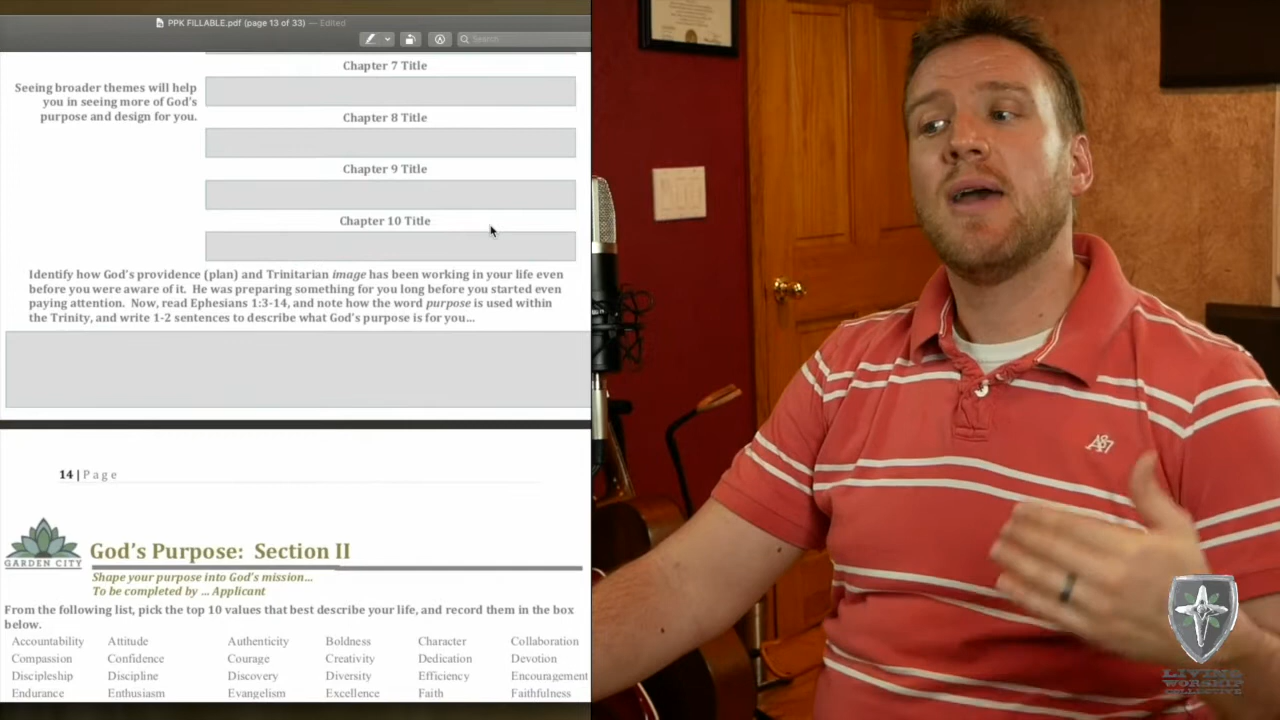 PPK FILLABLE.pdf (page 13 of 33) — Edited
Search
Chapter 7 Title
Seeing broader themes will help
you in seeing more of God's
purpose and design for you.
Chapter 8 Title
Chapter 9 Title
Chapter 10 Title
Identify how God's providence (plan) and Trinitarian image has been working in your life even
before you were aware of it. He was preparing something for you long before you started even
paying attention. Now, read Ephesians 1:3-14, and note how the word purpose is used within
the Trinity, and write 1-2 sentences to describe what God's purpose is for you...
14 | Page
GARDEN CITY
God's Purpose: Section II
Shape your purpose into God's mission...
To be completed by ... Applicant
From the following list, pick the top 10 values that best describe your life, and record them in the box
below.
Accountability Attitude Authenticity Boldness Character Collaboration
Compassion Confidence Courage Creativity Dedication Devotion
Discipleship Discipline Discovery Diversity Efficiency Encouragement
Endurance Enthusiasm Evangelism Excellence Faith Faithfulness
A87
LIVING
WORSHIP
COLLECTIVE